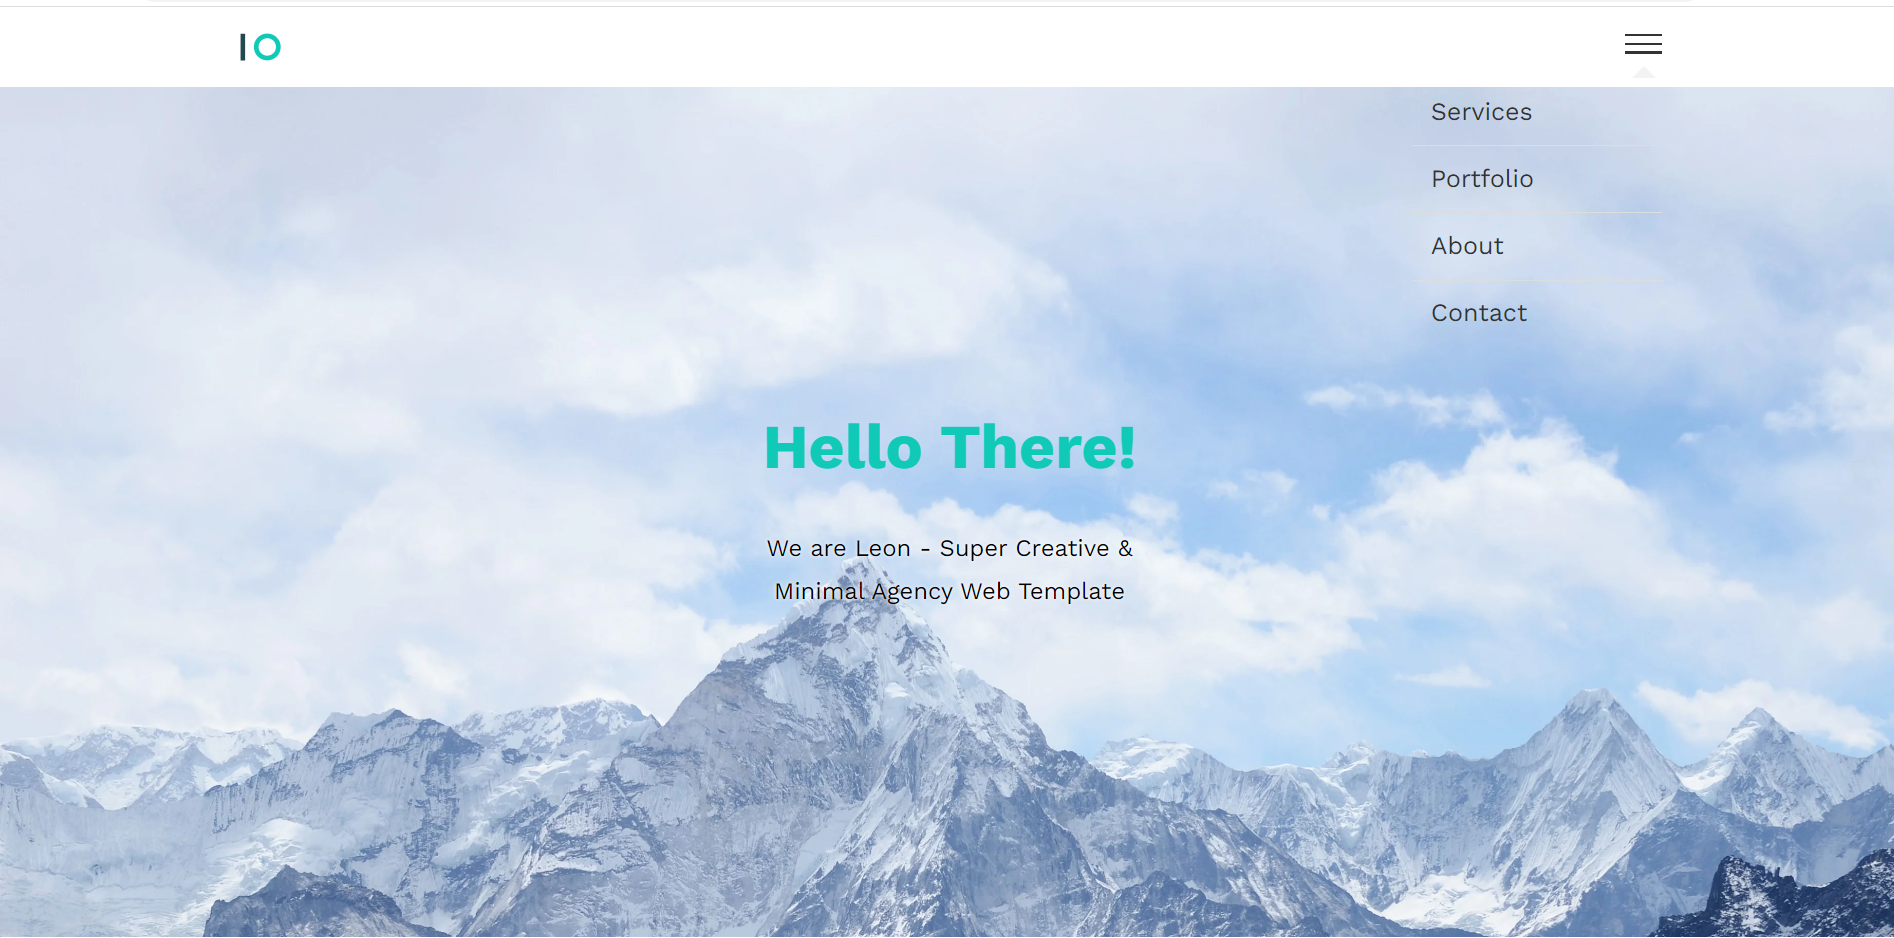 IO
Services
Portfolio
About
Contact
Hello There!
We are Leon - Super Creative &
Minimal Agency Web Template